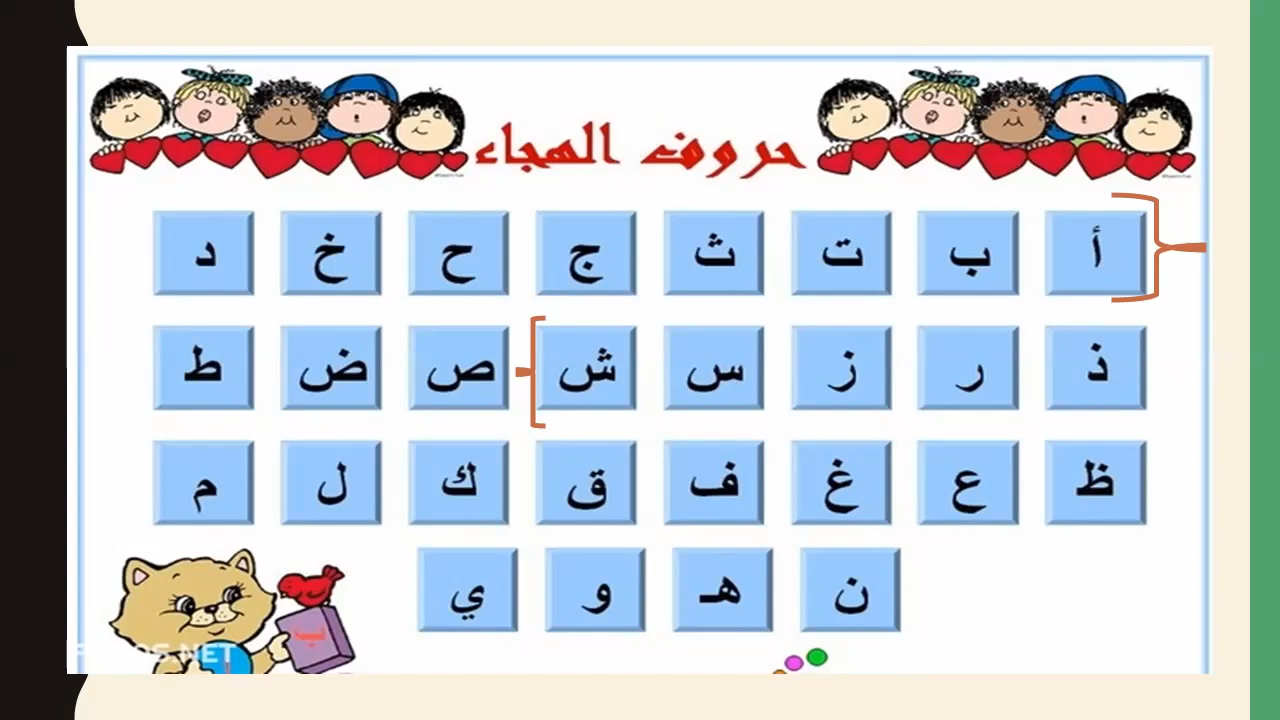 حروف الهجاء
أ ب ت ث ج ح خ د
ذ ر ز س ش ص ض ط
ظ ع غ ف ق ك ل م
ن هـ و ي
ب